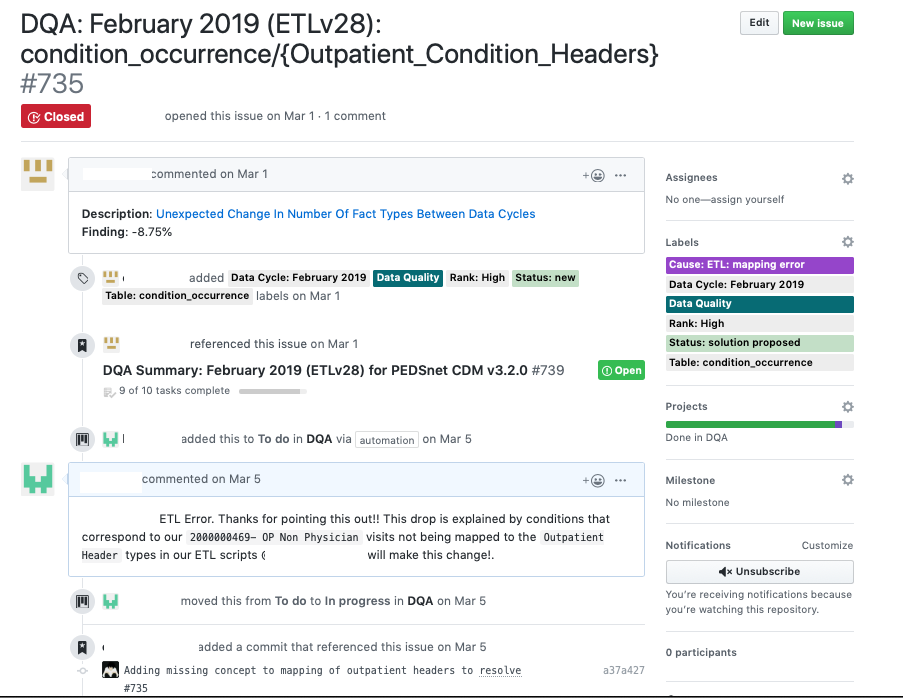 DQA: February 2019 (ETLv28):
condition_occurrence/{Outpatient_Condition_Headers}
#735
Edit
New issue
Closed
opened this issue on Mar 1 · 1 comment
commented on Mar 1
Description: Unexpected Change In Number Of Fact Types Between Data Cycles
Finding: -8.75%
added Data Cycle: February 2019 Data Quality Rank: High Status: new
Table: condition_occurrence labels on Mar 1
referenced this issue on Mar 1
DQA Summary: February 2019 (ETLv28) for PEDSnet CDM v3.2.0 #739
Open
9 of 10 tasks complete
added this to To do in DQA via automation on Mar 5
commented on Mar 5
ETL Error. Thanks for pointing this out!! This drop is explained by conditions that
correspond to our 2000000469– OP Non Physician visits not being mapped to the Outpatient
Header types in our ETL scripts @ will make this change!.
moved this from To do to In progress in DQA on Mar 5
added a commit that referenced this issue on Mar 5
Adding missing concept to mapping of outpatient headers to resolve
#735
a37a427
Assignees
No one—assign yourself
Labels
Cause: ETL: mapping error
Data Cycle: February 2019
Data Quality
Rank: High
Status: solution proposed
Table: condition_occurrence
Projects
Done in DQA
Milestone
No milestone
Notifications
Customize
Unsubscribe
You're receiving notifications because
you're watching this repository.
0 participants